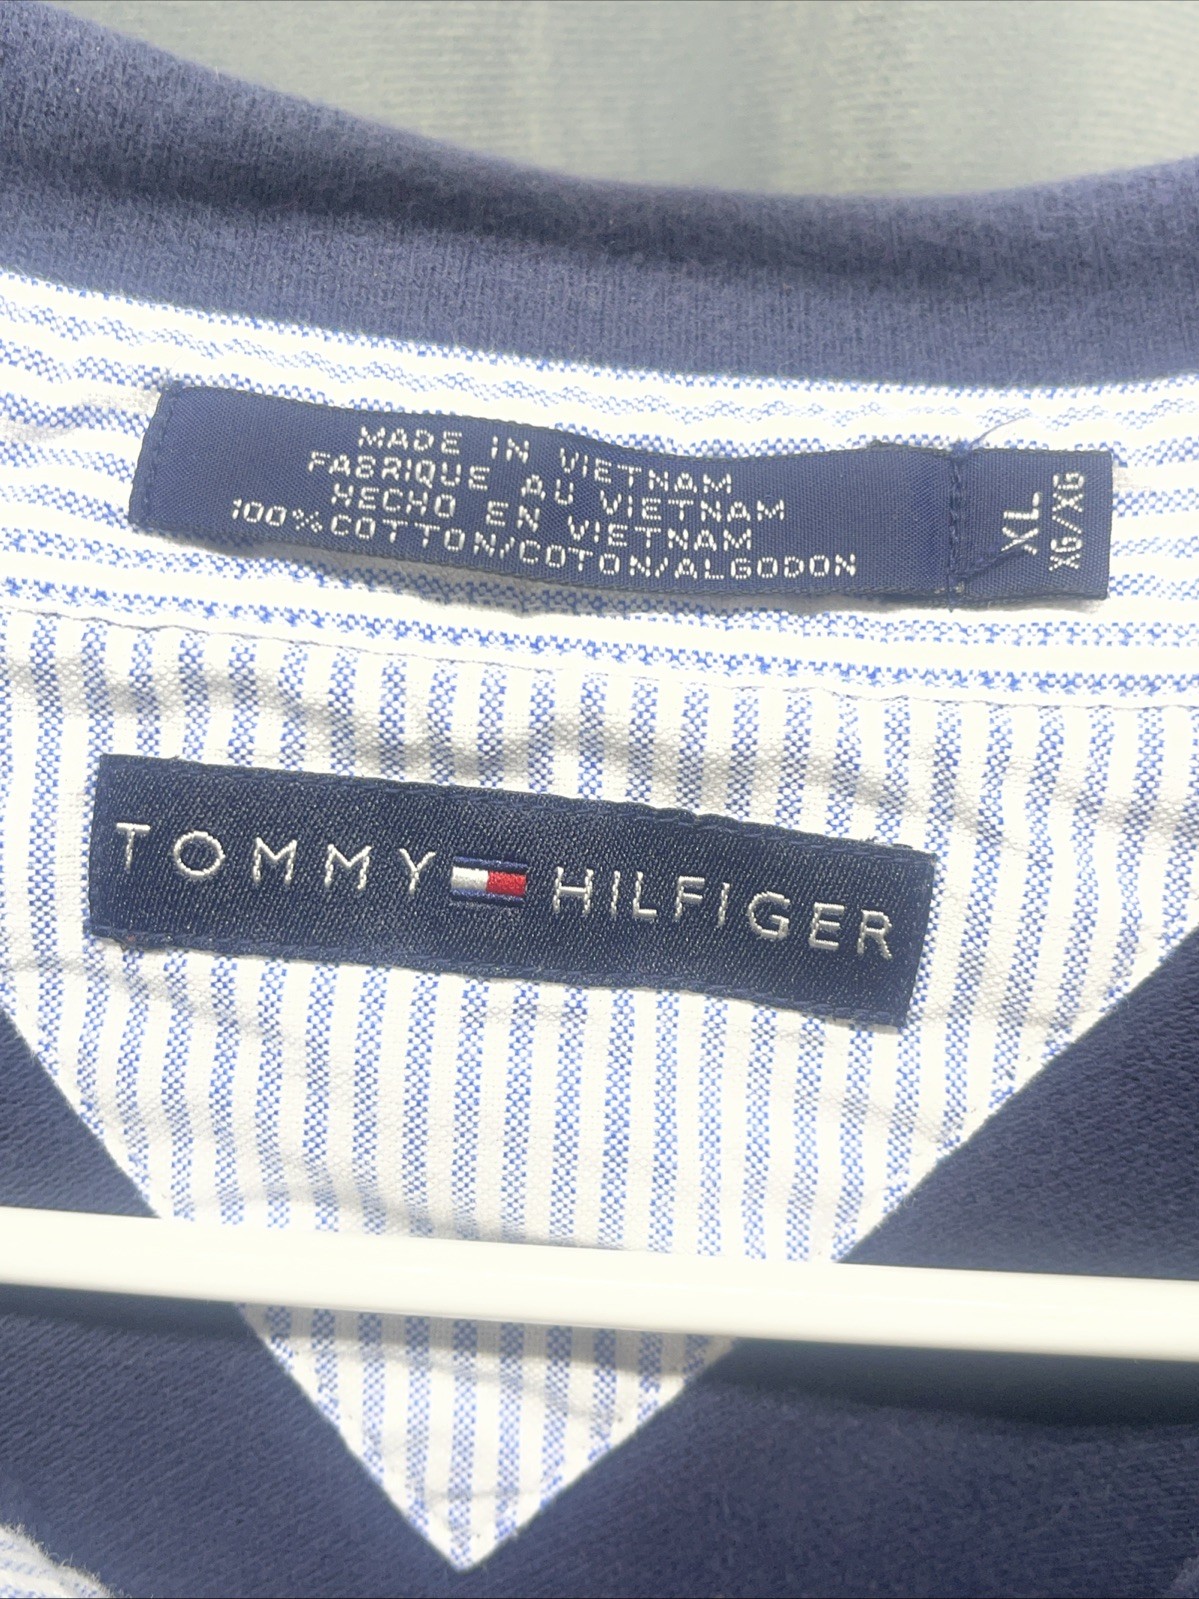 MADE IN VIETNAM
FABRIQUE AU VIETNAM
HECHO EN VIETNAM
100% COTTON/COTON/ALGODON
XL
XG/XG
TOMMY HILFIGER